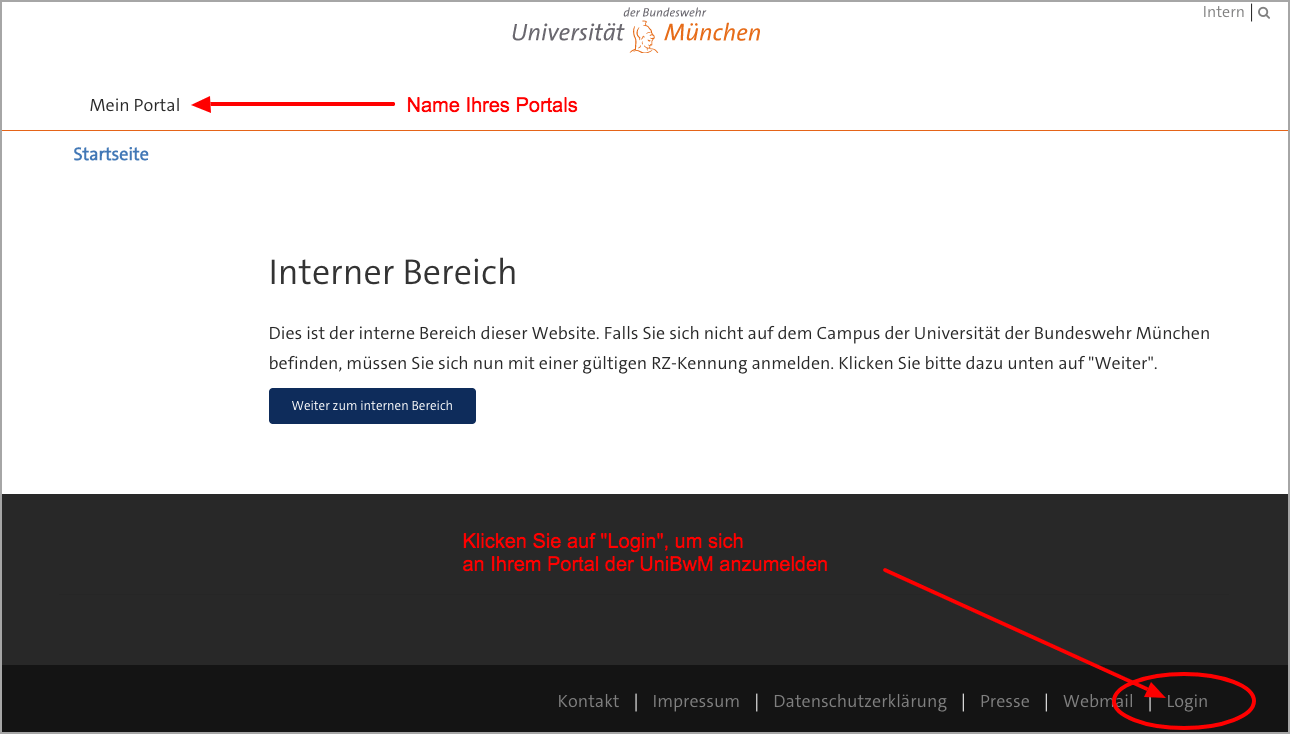 der Bundeswehr
Universität München
Intern
Mein Portal
Name Ihres Portals
Startseite
Interner Bereich
Dies ist der interne Bereich dieser Website. Falls Sie sich nicht auf dem Campus der Universität der Bundeswehr München
befinden, müssen Sie sich nun mit einer gültigen RZ-Kennung anmelden. Klicken Sie bitte dazu unten auf "Weiter".
Weiter zum internen Bereich
Klicken Sie auf "Login", um sich
an Ihrem Portal der UniBwM anzumelden
Kontakt | Impressum | Datenschutzerklärung | Presse | Webmail | Login